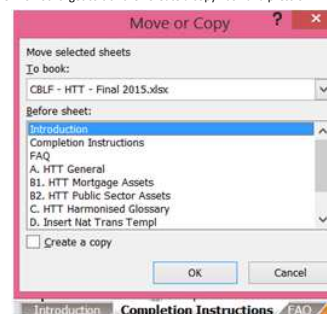 Move or Copy ? ×
Move selected sheets
To book:
CBLF - HTT - Final 2015.xlsx
Before sheet:
Introduction
Completion Instructions
FAQ
A. HTT General
B1. HTT Mortgage Assets
B2. HTT Public Sector Assets
C. HTT Harmonised Glossary
D. Insert Nat Trans Templ
Create a copy
OK Cancel
Introduction Completion Instructions FAQ